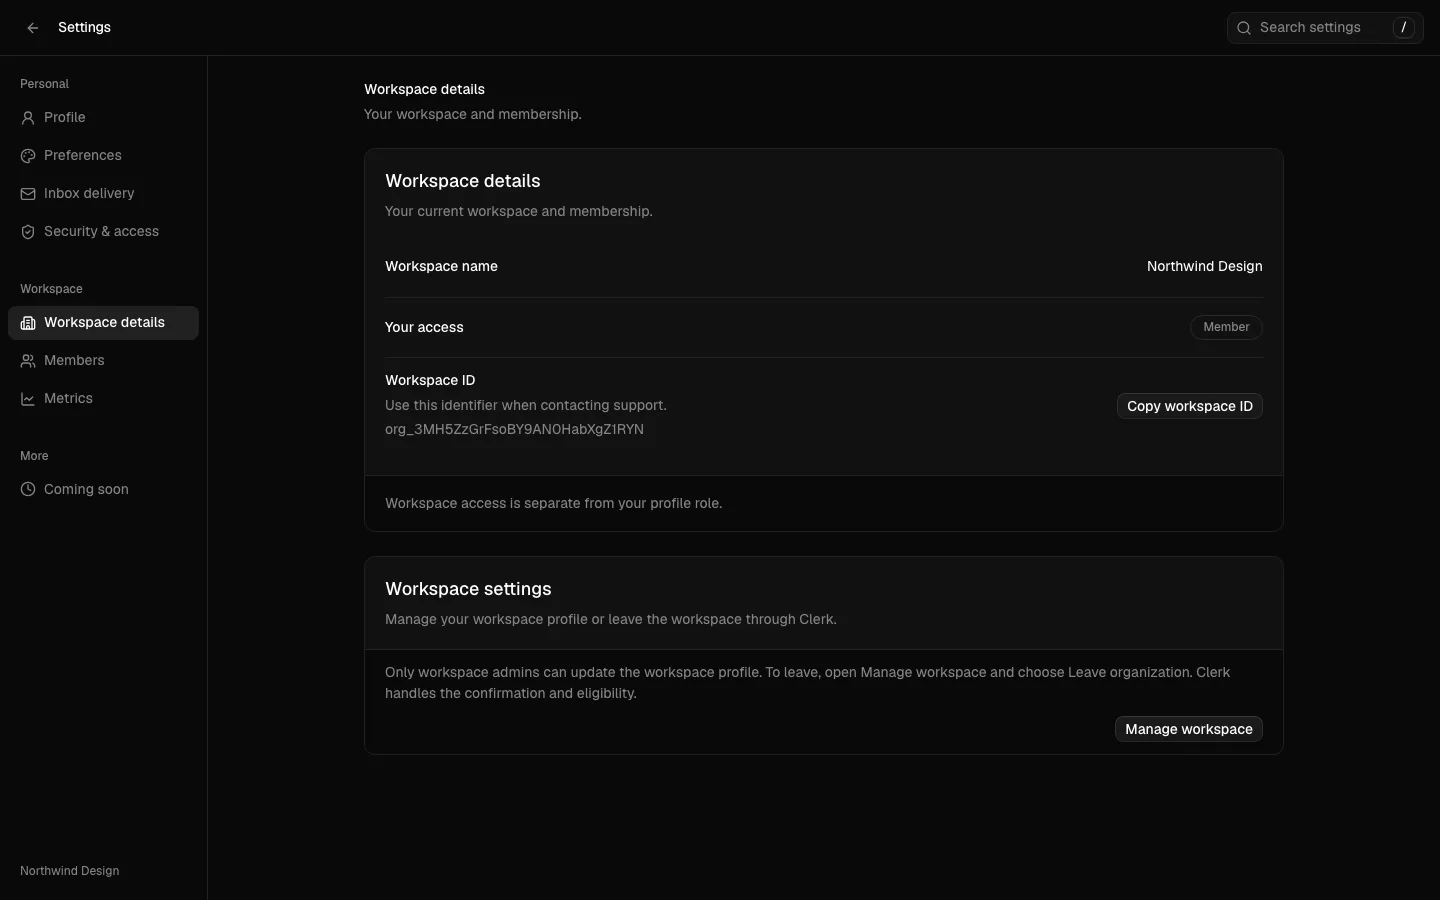 Settings
Search settings
/
Personal
Profile
Preferences
Inbox delivery
Security & access
Workspace
Workspace details
Members
Metrics
More
Coming soon
Northwind Design
Workspace details
Your workspace and membership.
Workspace details
Your current workspace and membership.
Workspace name
Northwind Design
Your access
Member
Workspace ID
Use this identifier when contacting support.
org_3MH5ZzGrFsoBY9AN0HabXgZ1RYN
Copy workspace ID
Workspace access is separate from your profile role.
Workspace settings
Manage your workspace profile or leave the workspace through Clerk.
Only workspace admins can update the workspace profile. To leave, open Manage workspace and choose Leave organization. Clerk
handles the confirmation and eligibility.
Manage workspace